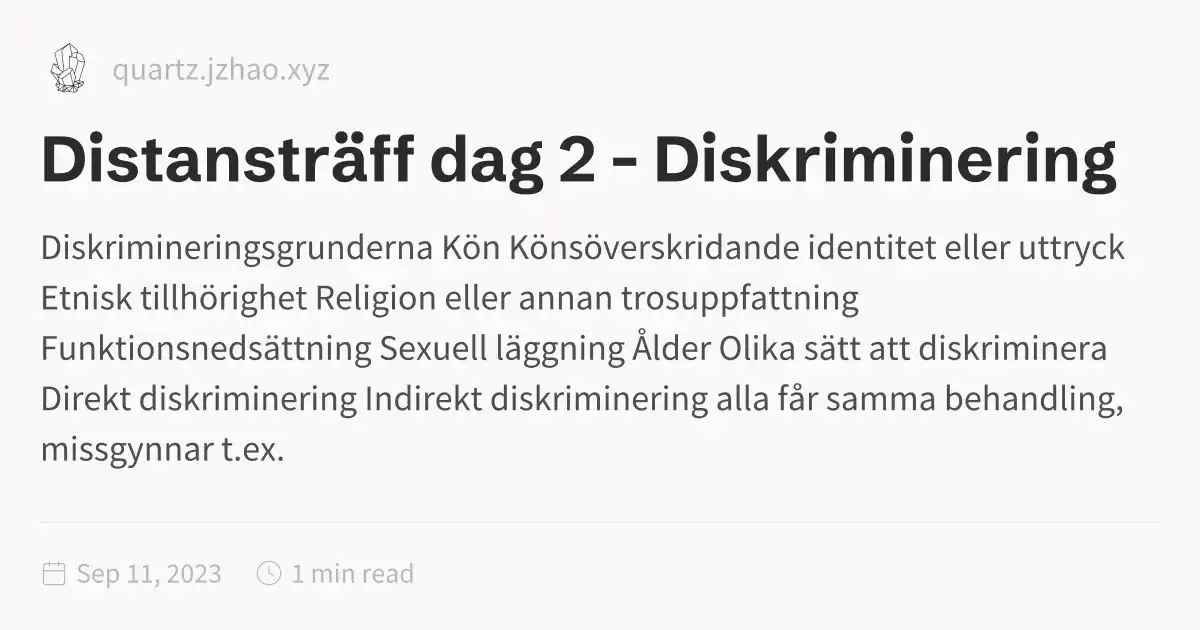 quartz.jzhao.xyz
Distansträff dag 2 - Diskriminering
Diskrimineringsgrunderna Kön Könsöverskridande identitet eller uttryck
Etnisk tillhörighet Religion eller annan trosuppfattning
Funktionsnedsättning Sexuell läggning Ålder Olika sätt att diskriminera
Direkt diskriminering Indirekt diskriminering alla får samma behandling,
missgynnar t.ex.
Sep 11, 2023 1 min read